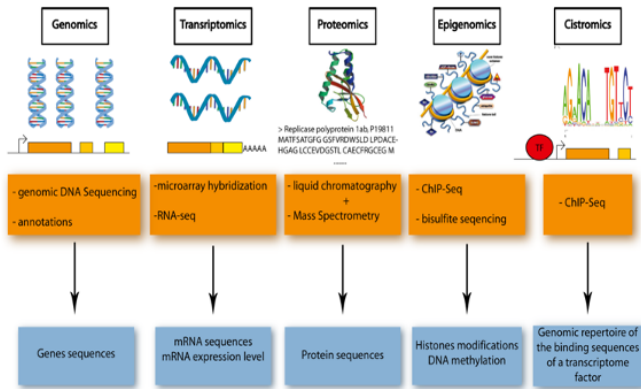 Genomics
Transriptomics
Proteomics
Epigenomics
Cistromics
AAAAA
> Replicase polyprotein 1ab, P19811
MATFSATGFG GSFVRDWSLD LPDACE-
HGAG LCCEVDGSTL CAECFRGCEG M
......
TF
- genomic DNA Sequencing
- annotations
-microarray hybridization
-RNA-seq
- liquid chromatography
+
- Mass Spectrometry
- ChIP-Seq
- bisulfite seqencing
- ChIP-Seq
Genes sequences
mRNA sequences
mRNA expression level
Protein sequences
Histones modifications
DNA methylation
Genomic repertoire of
the binding sequences
of a transcriptome
factor